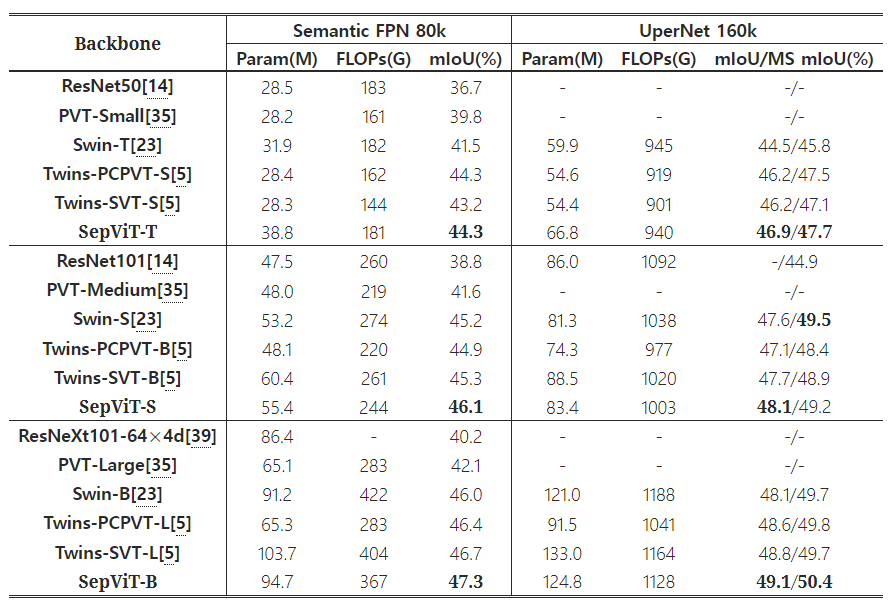 Backbone Semantic FPN 80k UperNet 160k
Param(M) FLOPs(G) mIoU(%) Param(M) FLOPs(G) mIoU/MS mIoU(%)
ResNet50[14] 28.5 183 36.7 - - -/-
PVT-Small[35] 28.2 161 39.8 - - -/-
Swin-T[23] 31.9 182 41.5 59.9 945 44.5/45.8
Twins-PCPVT-S[5] 28.4 162 44.3 54.6 919 46.2/47.5
Twins-SVT-S[5] 28.3 144 43.2 54.4 901 46.2/47.1
SepViT-T 38.8 181 44.3 66.8 940 46.9/47.7
ResNet101[14] 47.5 260 38.8 86.0 1092 -/44.9
PVT-Medium[35] 48.0 219 41.6 - - -/-
Swin-S[23] 53.2 274 45.2 81.3 1038 47.6/49.5
Twins-PCPVT-B[5] 48.1 220 44.9 74.3 977 47.1/48.4
Twins-SVT-B[5] 60.4 261 45.3 88.5 1020 47.7/48.9
SepViT-S 55.4 244 46.1 83.4 1003 48.1/49.2
ResNeXt101-64×4d[39] 86.4 - 40.2 - - -/-
PVT-Large[35] 65.1 283 42.1 - - -/-
Swin-B[23] 91.2 422 46.0 121.0 1188 48.1/49.7
Twins-PCPVT-L[5] 65.3 283 46.4 91.5 1041 48.6/49.8
Twins-SVT-L[5] 103.7 404 46.7 133.0 1164 48.8/49.7
SepViT-B 94.7 367 47.3 124.8 1128 49.1/50.4